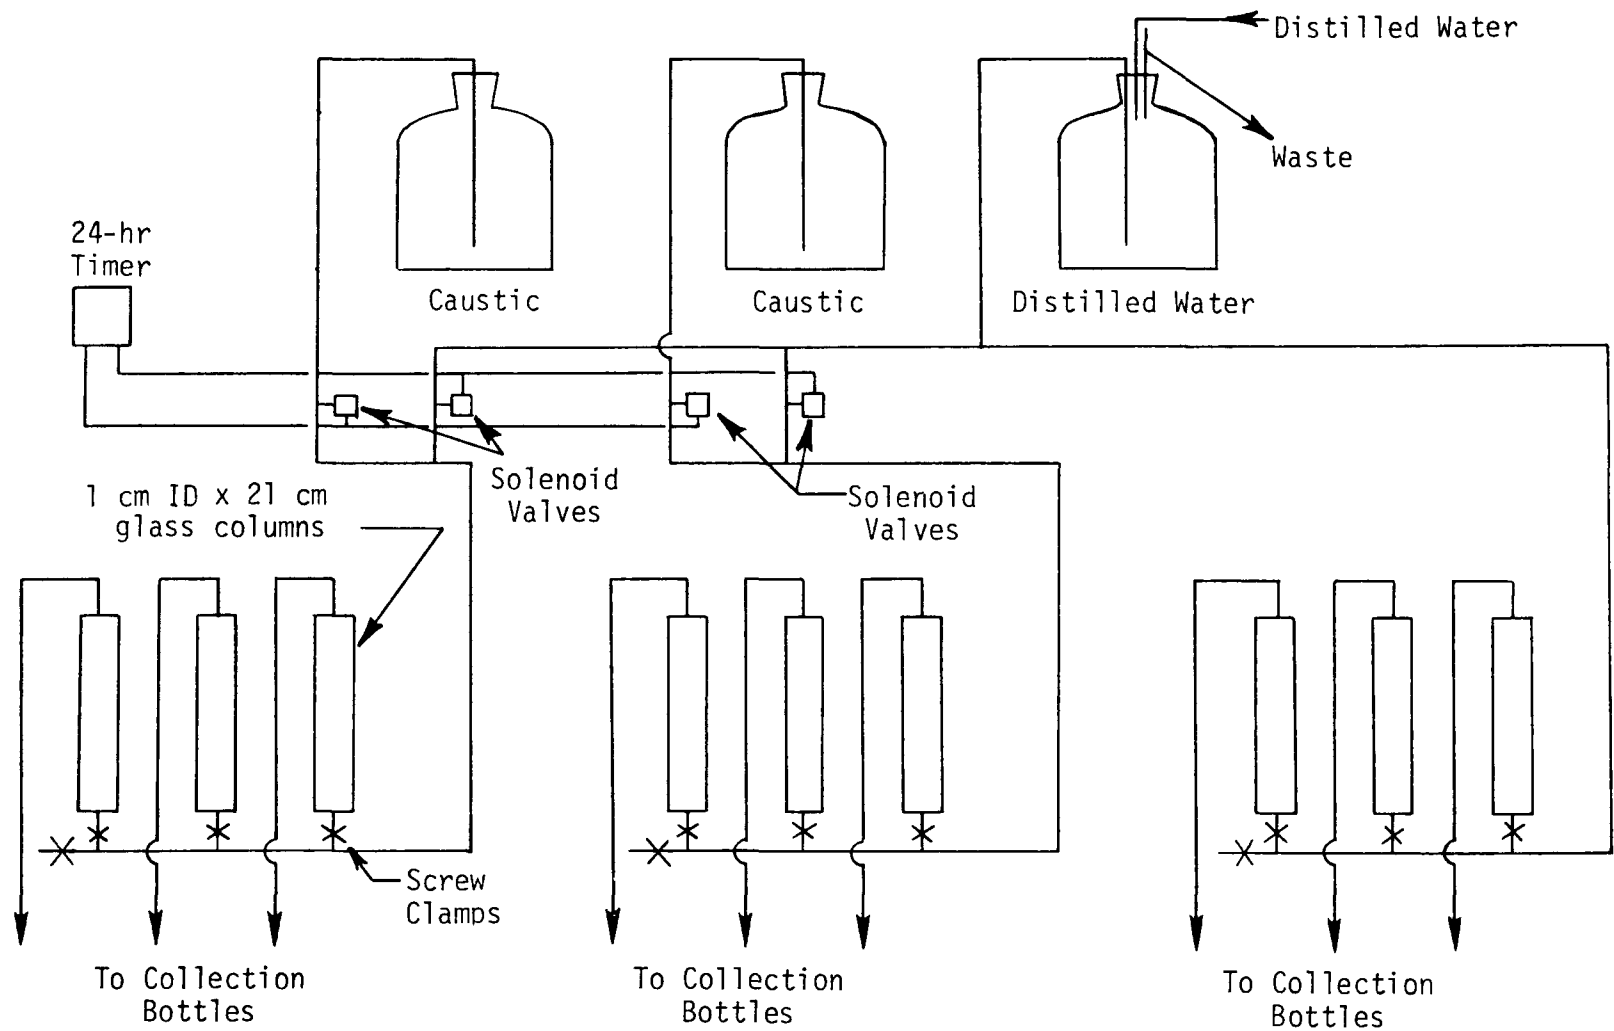 Distilled Water
Waste
24-hr
Timer
Caustic
Caustic
Distilled Water
Solenoid
Valves
Solenoid
Valves
1 cm ID x 21 cm
glass columns
Screw
Clamps
To Collection
Bottles
To Collection
Bottles
To Collection
Bottles